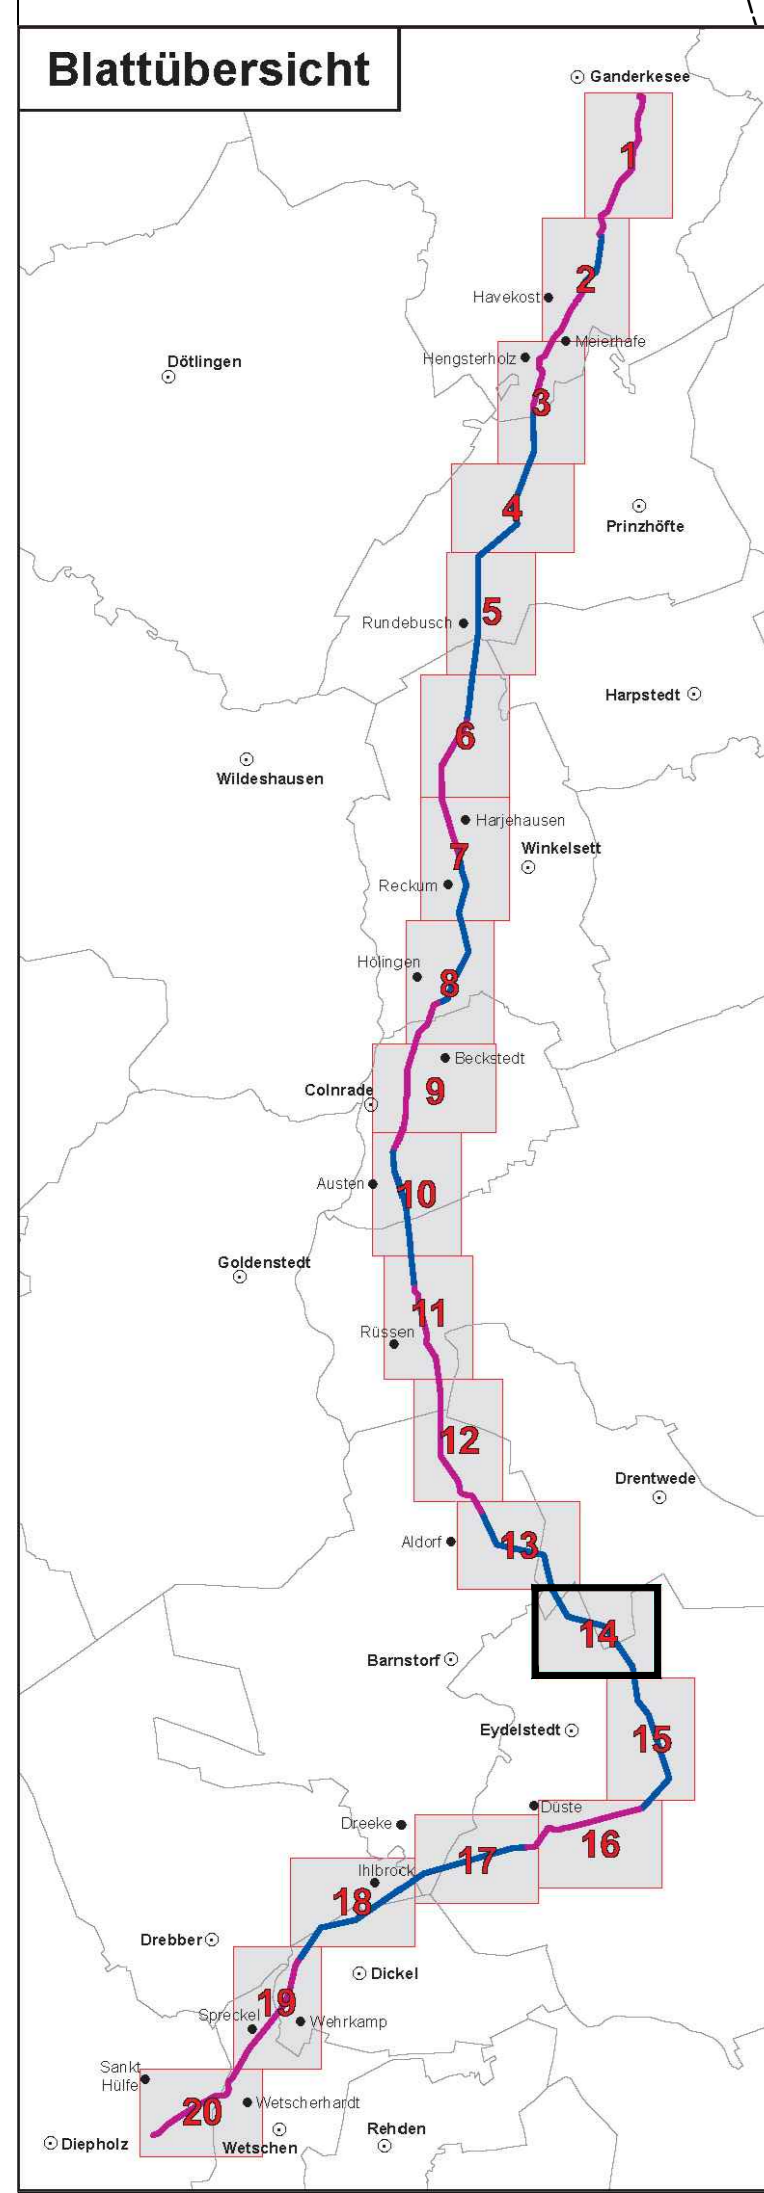 Blattübersicht
Ganderkesee
1
2
Havekost
Meierhafe
Hengsterholz
Dötlingen
3
4
Prinzhöfte
5
Rundebusch
Harpstedt
6
Wildeshausen
Harjehausen
Winkelsett
7
Reckum
Hölingen
8
Beckstedt
Colnrade
9
Austen
10
Goldenstedt
11
Rüssen
12
Drentwede
Aldorf
13
14
Barnstorf
Eydelstedt
15
Düste
Dreeke
16
17
Ihlbrock
18
Drebber
Dickel
19
Spreckel
Wehrkamp
Sankt
Hülfe
Wetscherhardt
20
Rehden
Diepholz
Wetschen